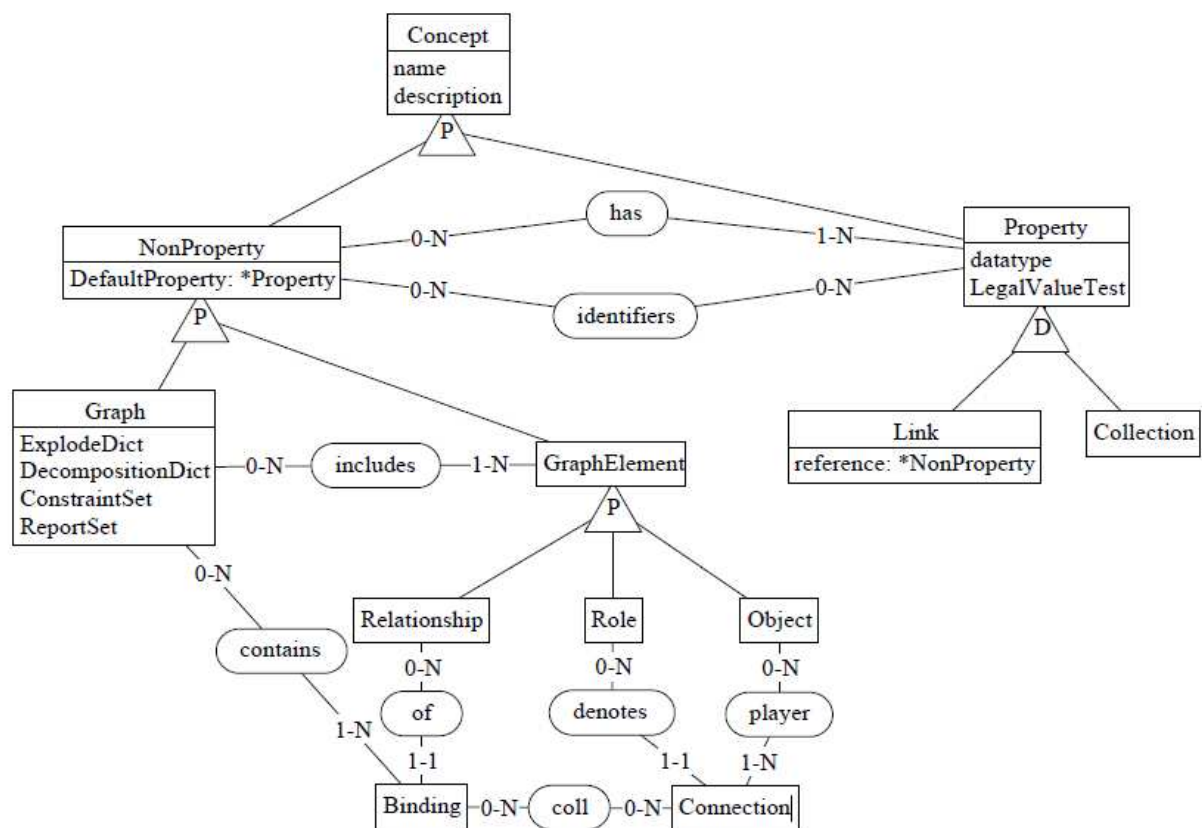 Concept
name
description
P
has
0-N
1-N
NonProperty
DefaultProperty: *Property
Property
datatype
LegalValueTest
0-N
0-N
identifiers
P
D
Graph
ExplodeDict
DecompositionDict
ConstraintSet
ReportSet
0-N
includes
1-N
GraphElement
Link
reference: *NonProperty
Collection
P
0-N
Relationship
Role
Object
contains
0-N
0-N
0-N
of
denotes
player
1-N
1-1
1-1
1-N
Binding
0-N
coll
0-N
Connection